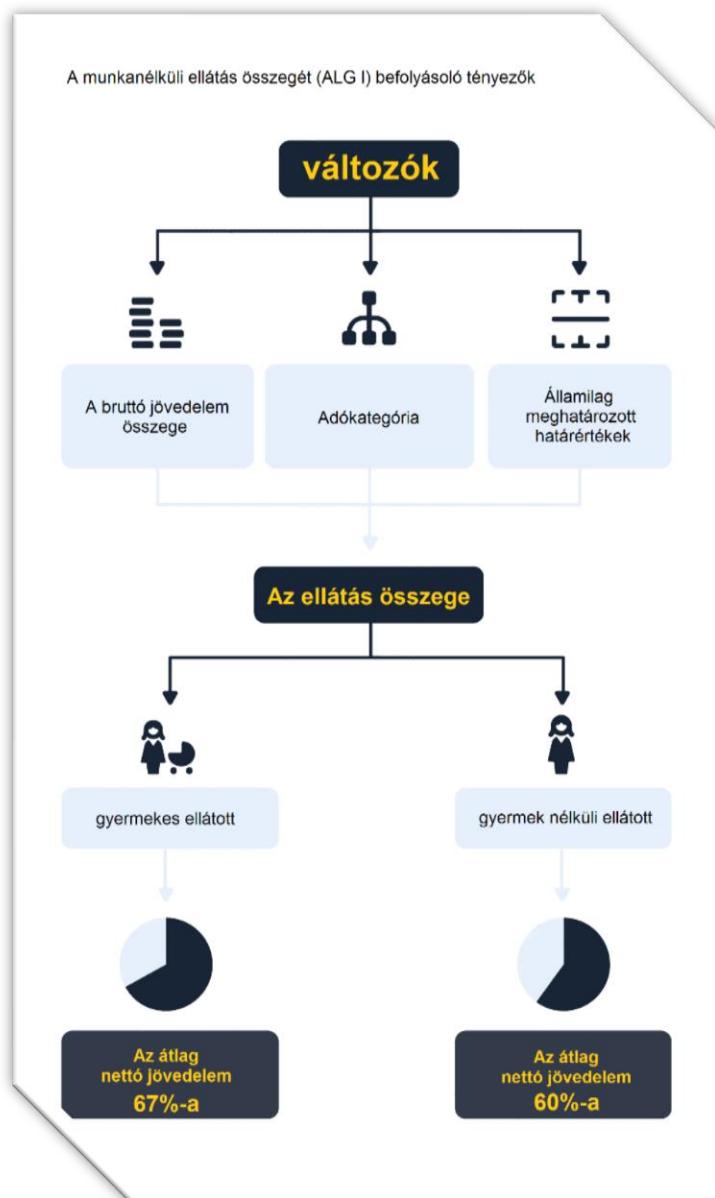 A munkanélküli ellátás összegét (ALG I) befolyásoló tényezők
változók
A bruttó jövedelem
összege
Adókategória
Államilag
meghatározott
határértékek
Az ellátás összege
gyermekes ellátott
gyermek nélküli ellátott
Az átlag
nettó jövedelem
67%-a
Az átlag
nettó jövedelem
60%-a